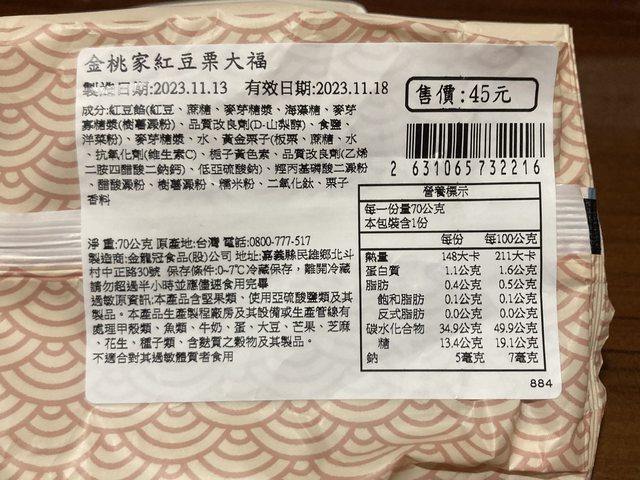 金桃家紅豆栗大福
製造日期:2023.11.13 有效日期:2023.11.18
售價:45元
成分:紅豆餡(紅豆、蔗糖、麥芽糖漿、海藻糖、麥芽
寡糖漿(樹薯澱粉)、品質改良劑(D-山梨醇)、食鹽、
洋菜粉)、麥芽糖漿、水、黃金栗子(板栗、蔗糖、水
、抗氧化劑(維生素C)、梔子黃色素、品質改良劑(乙烯
二胺四醋酸二鈉鈣)、低亞硫酸鈉)、羥丙基磷酸二澱粉
、醋酸澱粉、樹薯澱粉、糯米粉、二氧化鈦、栗子
香料
2 631065 732216
淨重:70公克 原產地:台灣 電話:0800-777-517
製造商:金龍冠食品(股)公司 地址:嘉義縣民雄鄉北斗
村中正路30號 保存條件:0~7℃冷藏保存，離開冷藏
請勿超過半小時並應儘速食用完畢
過敏原資訊:本產品含堅果類、使用亞硫酸鹽類及其
製品。本產品生產製程廠房及其設備或生產管線有
處理甲殼類、魚類、牛奶、蛋、大豆、芒果、芝麻
、花生、種子類、含麩質之穀物及其製品。
不適合對其過敏體質者食用
營養標示
每一份量70公克
本包裝含1份
每份 每100公克
熱量 148大卡 211大卡
蛋白質 1.1公克 1.6公克
脂肪 0.4公克 0.5公克
飽和脂肪 0.1公克 0.1公克
反式脂肪 0.0公克 0.0公克
碳水化合物 34.9公克 49.9公克
糖 13.4公克 19.1公克
鈉 5毫克 7毫克
884